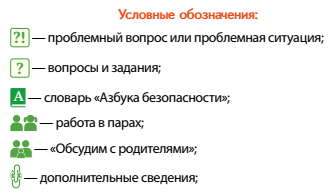 Условные обозначения:
?! — проблемный вопрос или проблемная ситуация;
? — вопросы и задания;
А — словарь «Азбука безопасности»;
— работа в парах;
— «Обсудим с родителями»;
— дополнительные сведения;